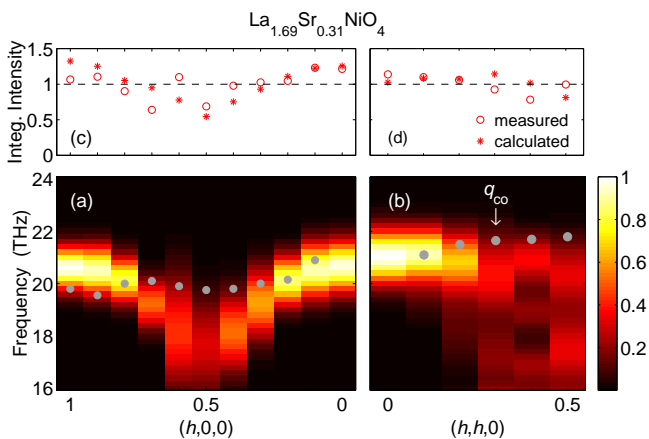 La1.69Sr0.31NiO4
Integ. Intensity
1.5
1
0.5
0
(c)
(d)
measured
calculated
Frequency (THz)
24
22
20
18
16
(a)
(b)
qco
1
0.8
0.6
0.4
0.2
1
0.5
0
0
0.5
(h,0,0)
(h,h,0)